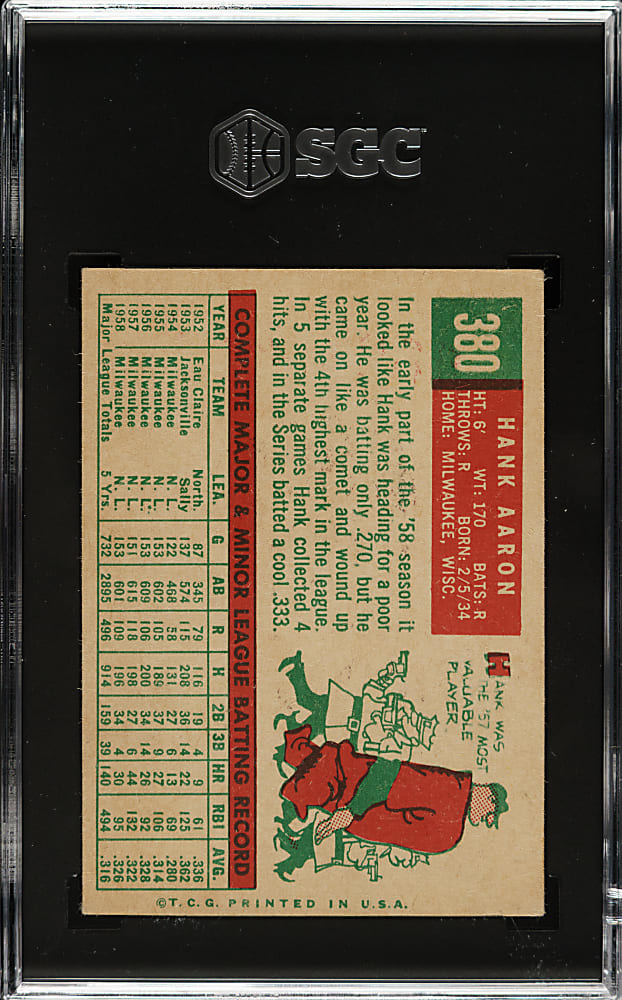 SGC
380
HANK AARON
HT: 6' WT: 170 BATS: R
THROWS: R BORN: 2/5/34
HOME: MILWAUKEE, WISC.
In the early part of the '58 season it
looked like Hank was heading for a poor
year. He was batting only .270, but he
came on like a comet and wound up
with the 4th highest mark in the league.
In 5 separate games Hank collected 4
hits, and in the Series batted a cool .333.
HANK WAS
THE '57 MOST
VALUABLE
PLAYER
COMPLETE MAJOR & MINOR LEAGUE BATTING RECORD
YEAR TEAM LEA. G AB R H 2B 3B HR RBI AVG.
1952 Eau Claire North. 87 345 79 116 19 4 9 61 .336
1953 Jacksonville Sally 137 574 115 208 36 14 22 125 .362
1954 Milwaukee N. L. 122 468 58 131 27 6 13 69 .280
1955 Milwaukee N. L. 153 602 105 189 37 9 27 106 .314
1956 Milwaukee N. L. 153 609 106 200 34 14 26 92 .328
1957 Milwaukee N. L. 151 615 118 198 27 6 44 132 .322
1958 Milwaukee N. L. 153 601 109 196 34 4 30 95 .326
Major League Totals 5 Yrs. 732 2895 496 914 159 39 140 494 .316
©T.C.G. PRINTED IN U.S.A.